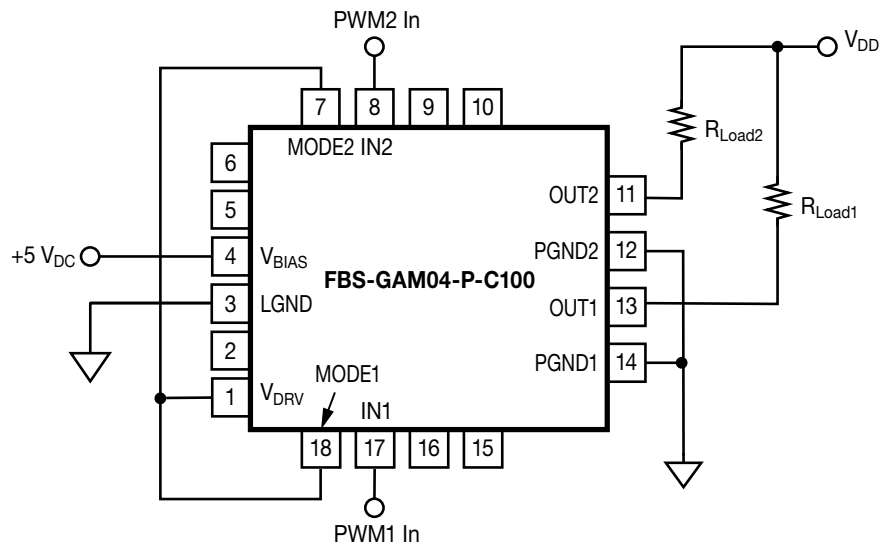 PWM2 In
V_DD
7 8 9 10
R_Load2
MODE2 IN2
6
OUT2 11
R_Load1
5
+5 V_DC 4 V_BIAS
PGND2 12
FBS-GAM04-P-C100
3 LGND
OUT1 13
2
MODE1
PGND1 14
1 V_DRV
IN1
18 17 16 15
PWM1 In